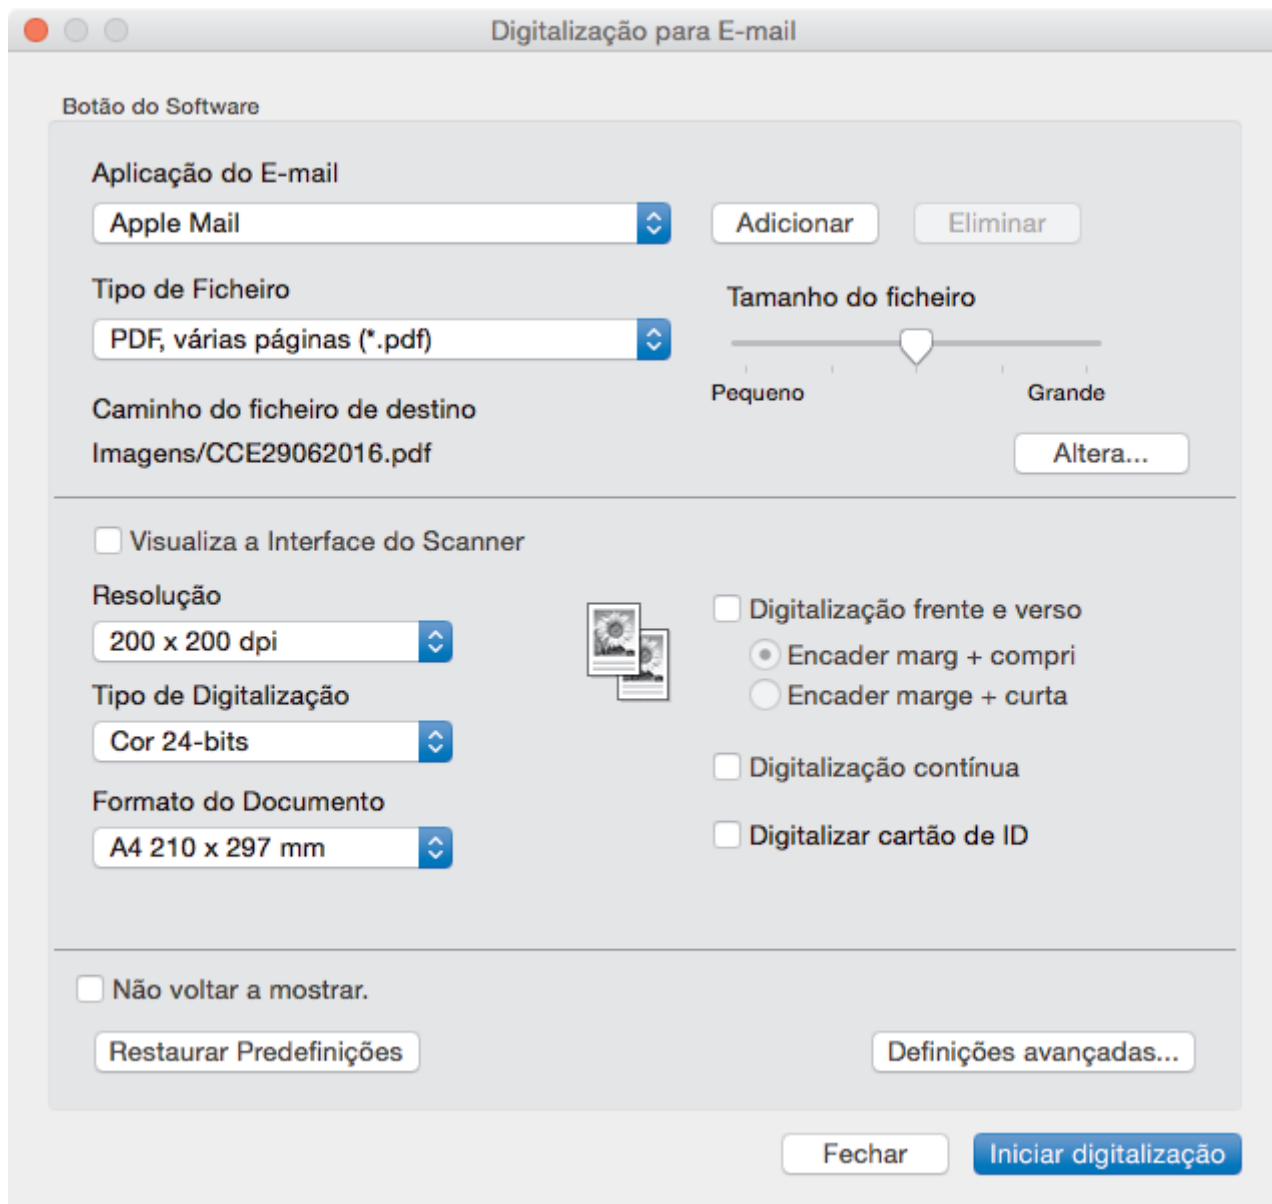 Digitalização para E-mail
Botão do Software
Aplicação do E-mail
Apple Mail
Adicionar
Eliminar
Tipo de Ficheiro
PDF, várias páginas (*.pdf)
Tamanho do ficheiro
Pequeno
Grande
Caminho do ficheiro de destino
Imagens/CCE29062016.pdf
Altera...
Visualiza a Interface do Scanner
Resolução
200 x 200 dpi
Tipo de Digitalização
Cor 24-bits
Formato do Documento
A4 210 x 297 mm
Digitalização frente e verso
Encader marg + compri
Encader marge + curta
Digitalização contínua
Digitalizar cartão de ID
Não voltar a mostrar.
Restaurar Predefinições
Definições avançadas...
Fechar
Iniciar digitalização